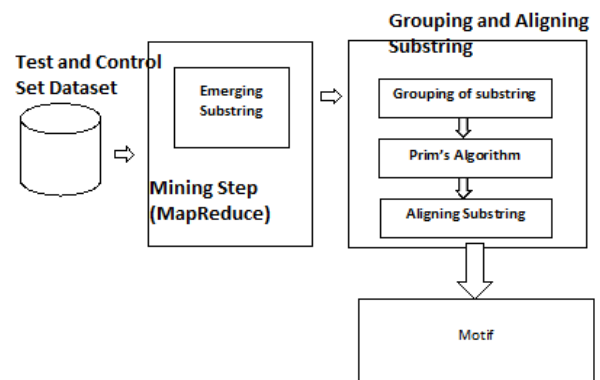 Test and Control
Set Dataset
Emerging
Substring
Mining Step
(MapReduce)
Grouping and Aligning
Substring
Grouping of substring
Prim's Algorithm
Aligning Substring
Motif